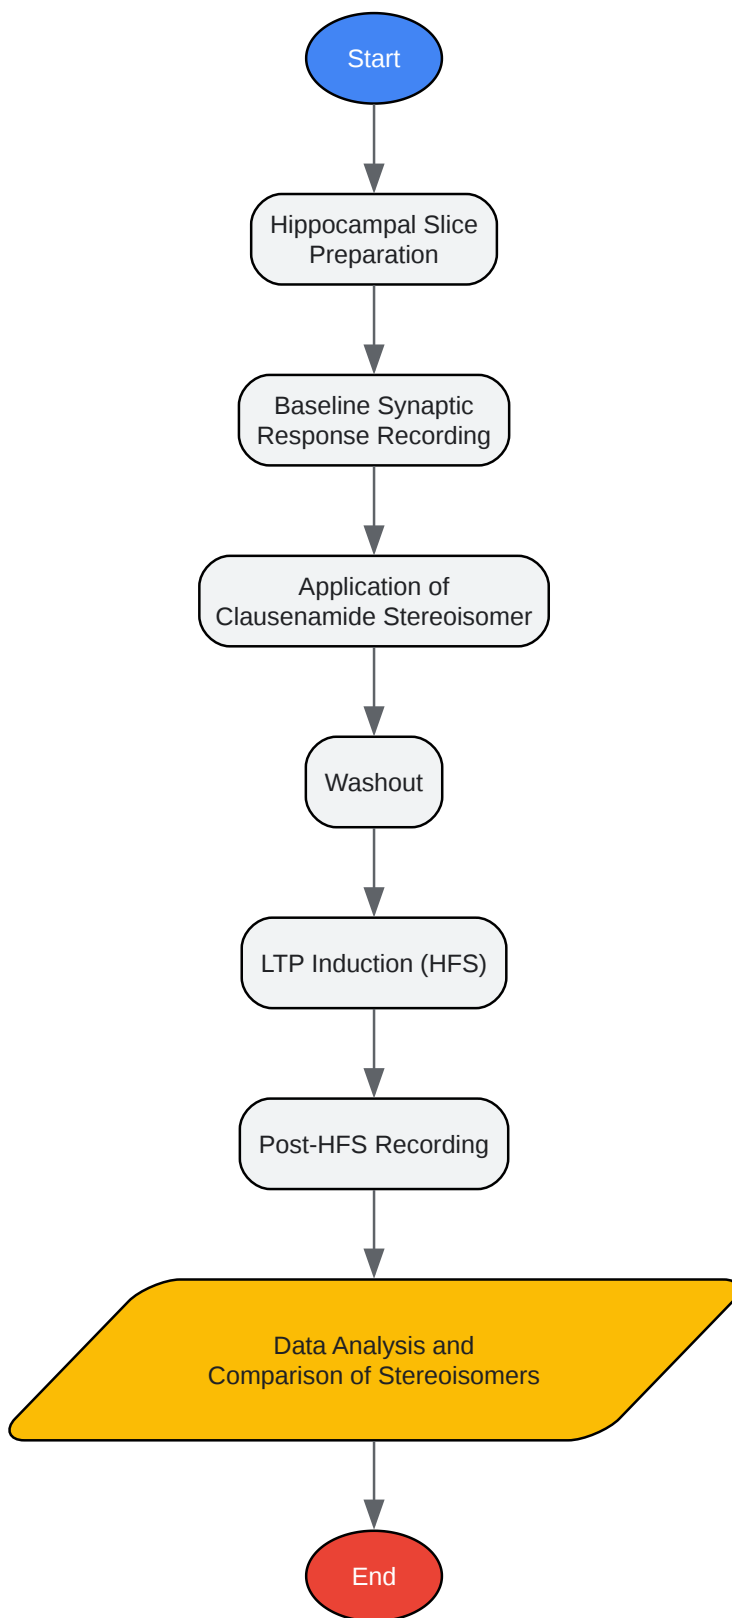 Start
Hippocampal Slice
Preparation
Baseline Synaptic
Response Recording
Application of
Clausenamide Stereoisomer
Washout
LTP Induction (HFS)
Post-HFS Recording
Data Analysis and
Comparison of Stereoisomers
End